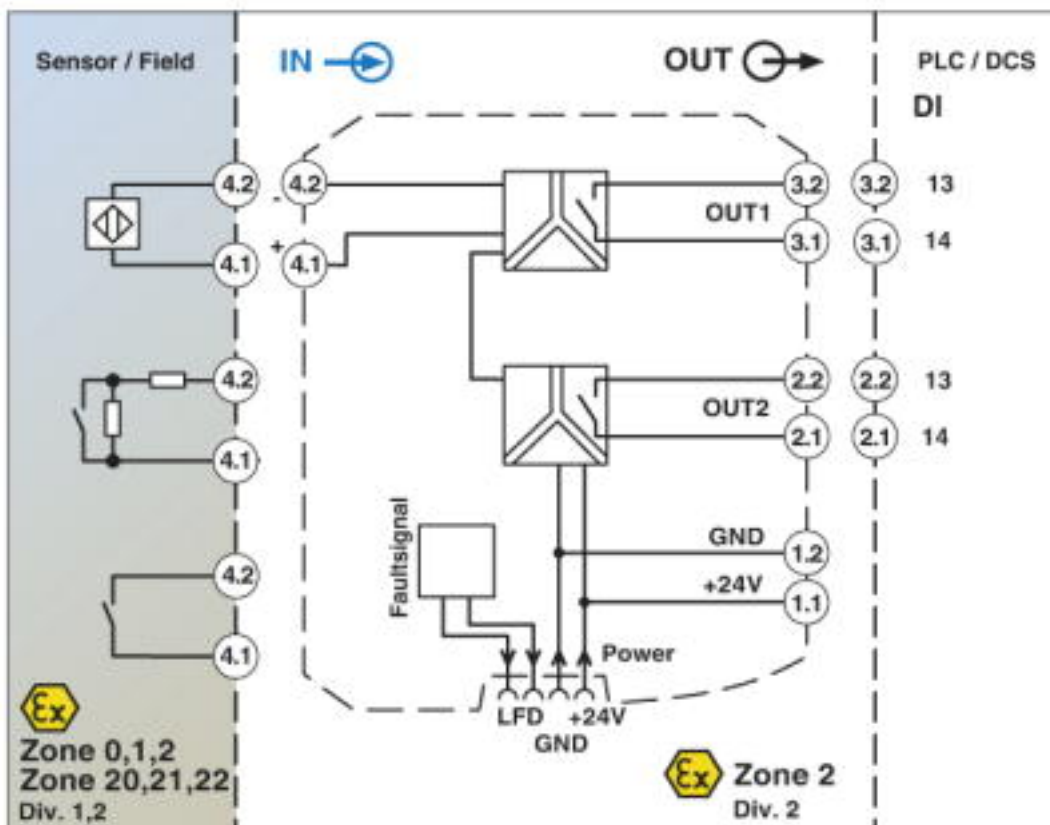 Sensor / Field
IN
OUT
PLC / DCS
DI
4.2
4.2
3.2
3.2
13
-
OUT1
+
4.1
4.1
3.1
3.1
14
4.2
2.2
2.2
13
OUT2
4.1
2.1
2.1
14
Faultsignal
GND
1.2
4.2
+24V
1.1
4.1
Power
LFD
+24V
GND
Ex
Zone 0,1,2
Zone 20,21,22
Div. 1,2
Ex
Zone 2
Div. 2